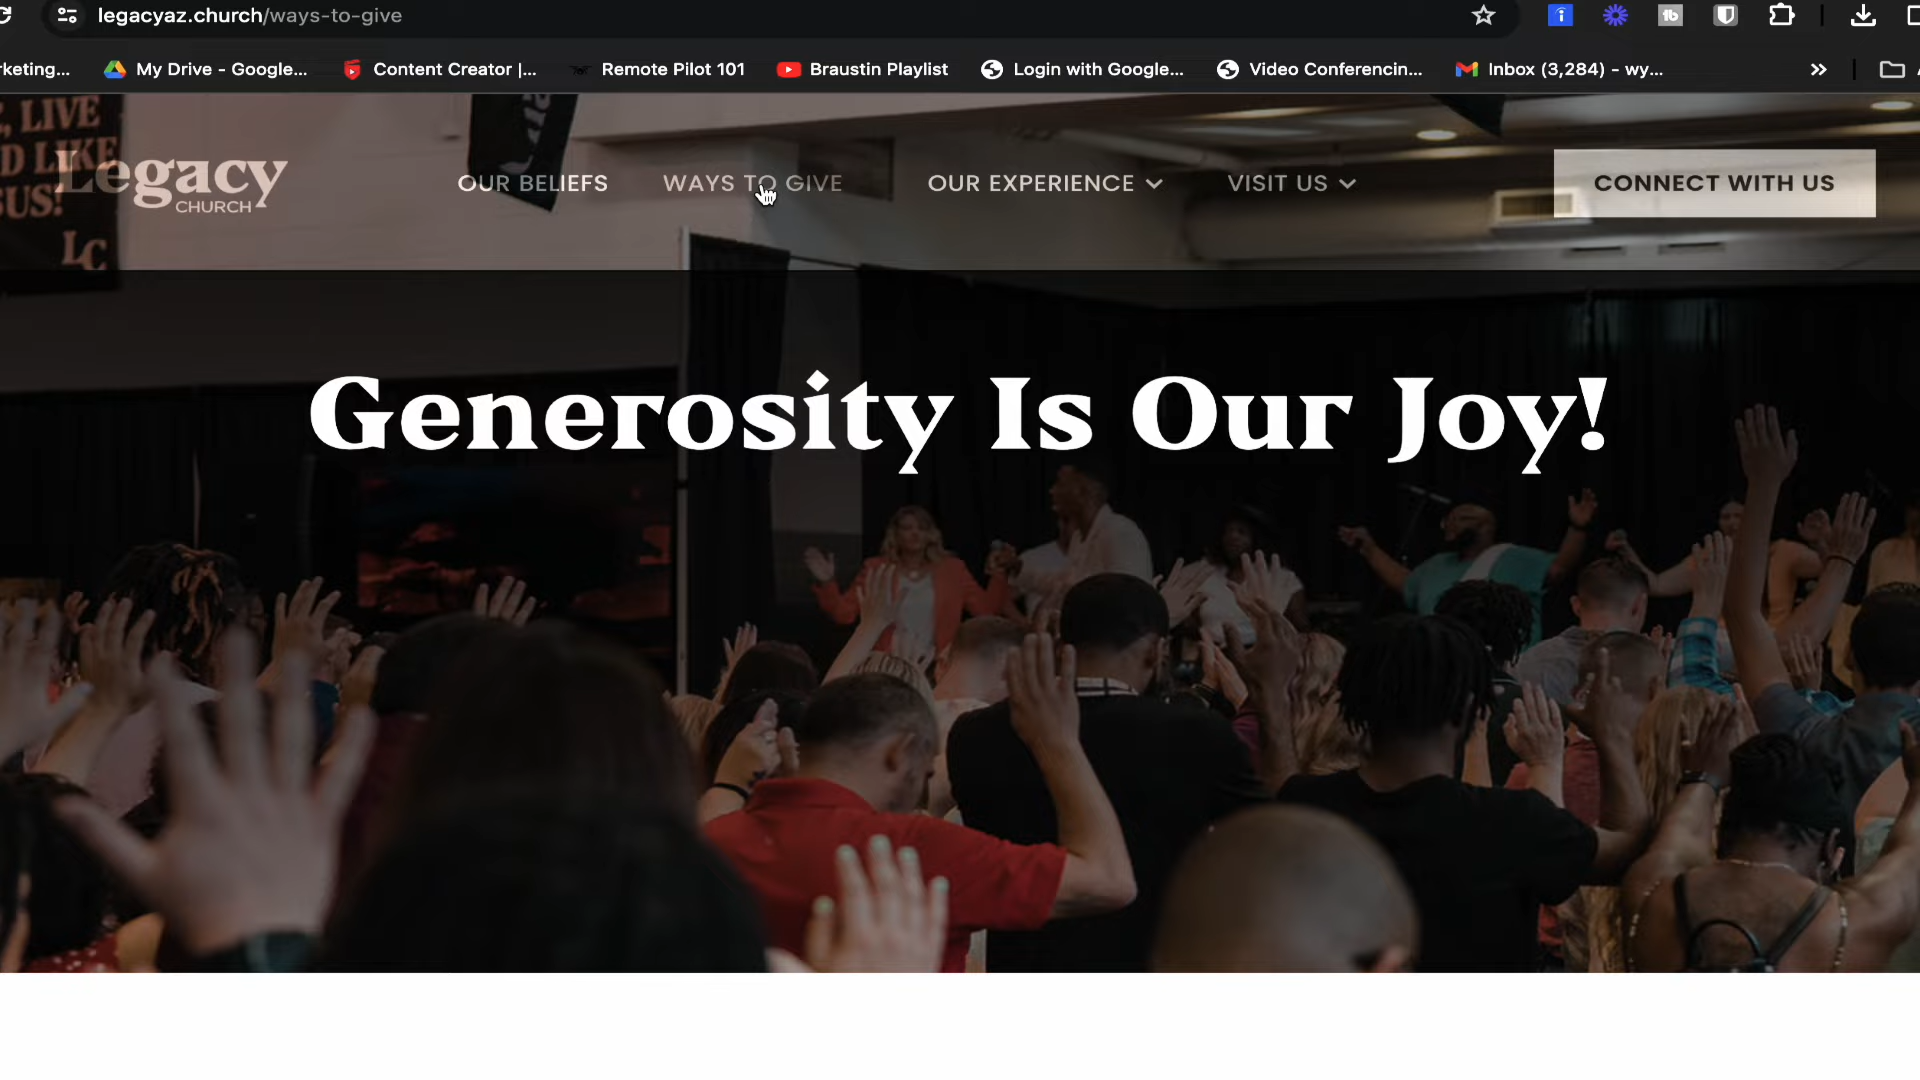 legacyaz.church/ways-to-give
rketing... My Drive - Google... Content Creator |... Remote Pilot 101 Braustin Playlist Login with Google... Video Conferencin... Inbox (3,284) - wy...
, LIVE
D LIKE
SUS!
LC
Legacy
CHURCH
OUR BELIEFS WAYS TO GIVE OUR EXPERIENCE VISIT US CONNECT WITH US
Generosity Is Our Joy!